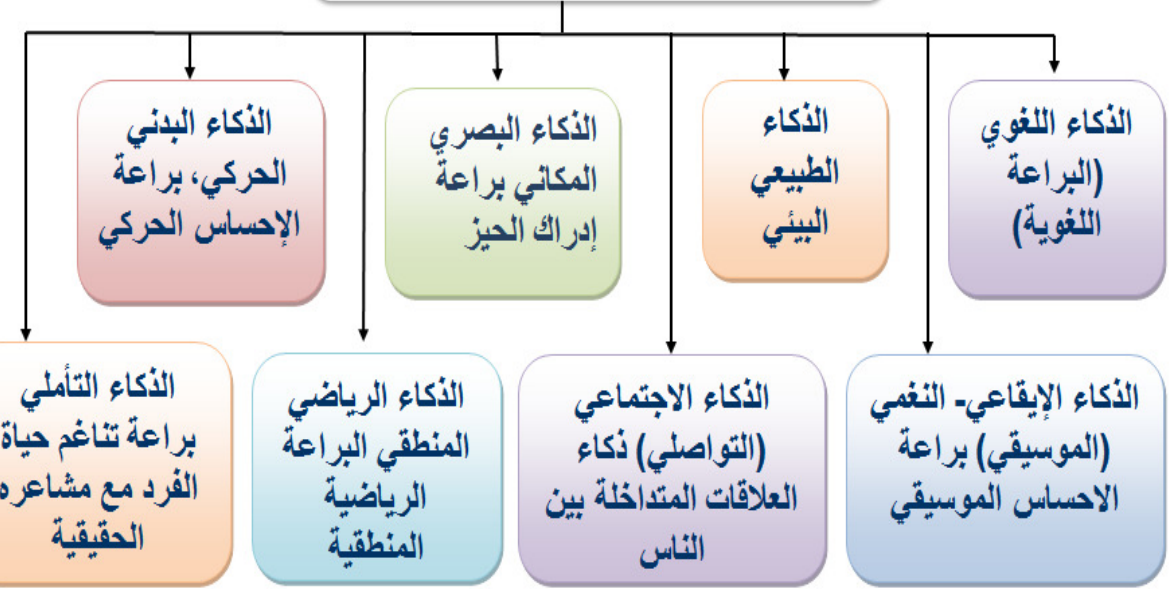 الذكاء اللغوي
(البراعة
اللغوية)
الذكاء
الطبيعي
البيئي
الذكاء البصري
المكاني براعة
إدراك الحيز
الذكاء البدني
الحركي، براعة
الإحساس الحركي
الذكاء الإيقاعي- النغمي
(الموسيقي) براعة
الاحساس الموسيقي
الذكاء الاجتماعي
(التواصلي) ذكاء
العلاقات المتداخلة بين
الناس
الذكاء الرياضي
المنطقي البراعة
الرياضية
المنطقية
الذكاء التأملي
براعة تناغم حياة
الفرد مع مشاعره
الحقيقية